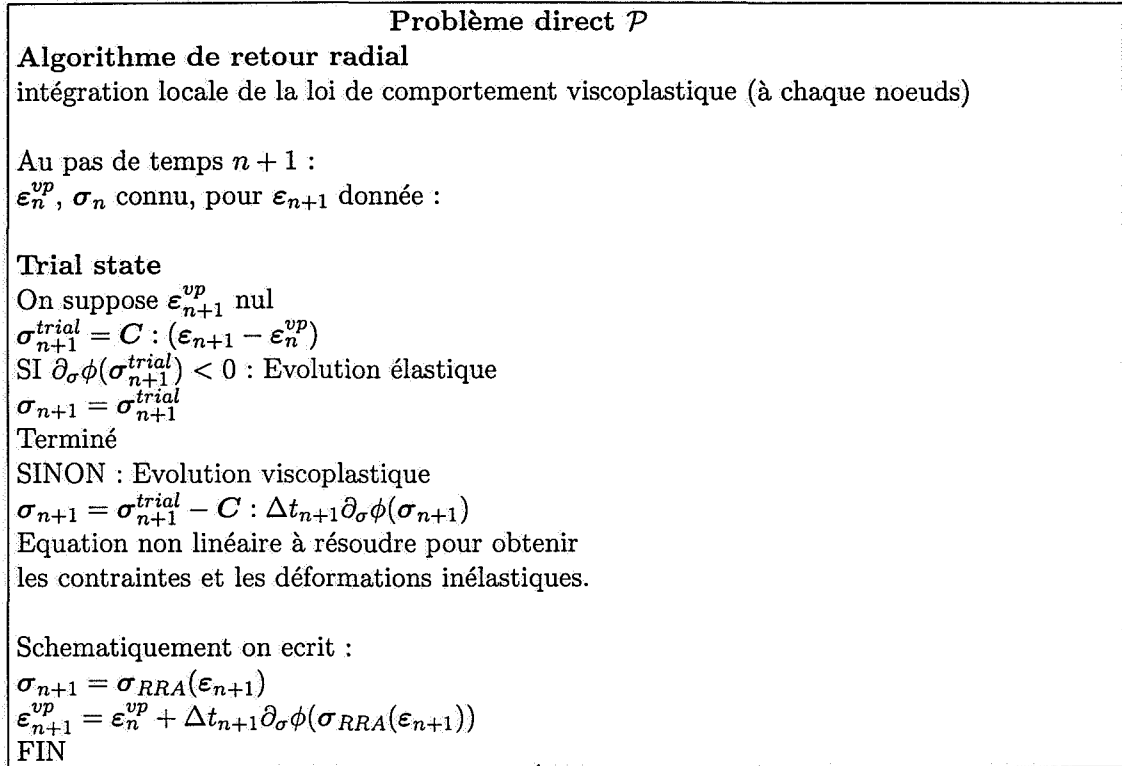 Problème direct 𝒫
Algorithme de retour radial
intégration locale de la loi de comportement viscoplastique (à chaque noeuds)
Au pas de temps n + 1 :
ε_n^{vp}, σ_n connu, pour ε_{n+1} donnée :
Trial state
On suppose ε_{n+1}^{vp} nul
σ_{n+1}^{trial} = C : (ε_{n+1} − ε_n^{vp})
SI ∂_σϕ(σ_{n+1}^{trial}) < 0 : Evolution élastique
σ_{n+1} = σ_{n+1}^{trial}
Terminé
SINON : Evolution viscoplastique
σ_{n+1} = σ_{n+1}^{trial} − C : Δt_{n+1}∂_σϕ(σ_{n+1})
Equation non linéaire à résoudre pour obtenir
les contraintes et les déformations inélastiques.
Schematiquement on ecrit :
σ_{n+1} = σ_{RRA}(ε_{n+1})
ε_{n+1}^{vp} = ε_n^{vp} + Δt_{n+1}∂_σϕ(σ_{RRA}(ε_{n+1}))
FIN